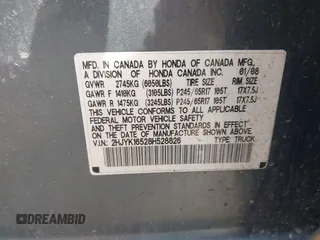 MFD. IN CANADA BY HONDA OF CANADA MFG.
A DIVISION OF HONDA CANADA INC. 01/08
GVWR 2745KG (6050LBS) TIRE SIZE RIM SIZE
GAWR F 1410KG (3105LBS) P245/65R17 105T 17X7.5J
GAWR R 1475KG (3245LBS) P245/65R17 105T 17X7.5J
THIS VEHICLE CONFORMS TO ALL APPLICABLE
FEDERAL MOTOR VEHICLE SAFETY
STANDARDS IN EFFECT ON THE DATE OF
MANUFACTURE SHOWN ABOVE.
V.I.N: 2HJYK16528H528826 TYPE: TRUCK
DREAMBID